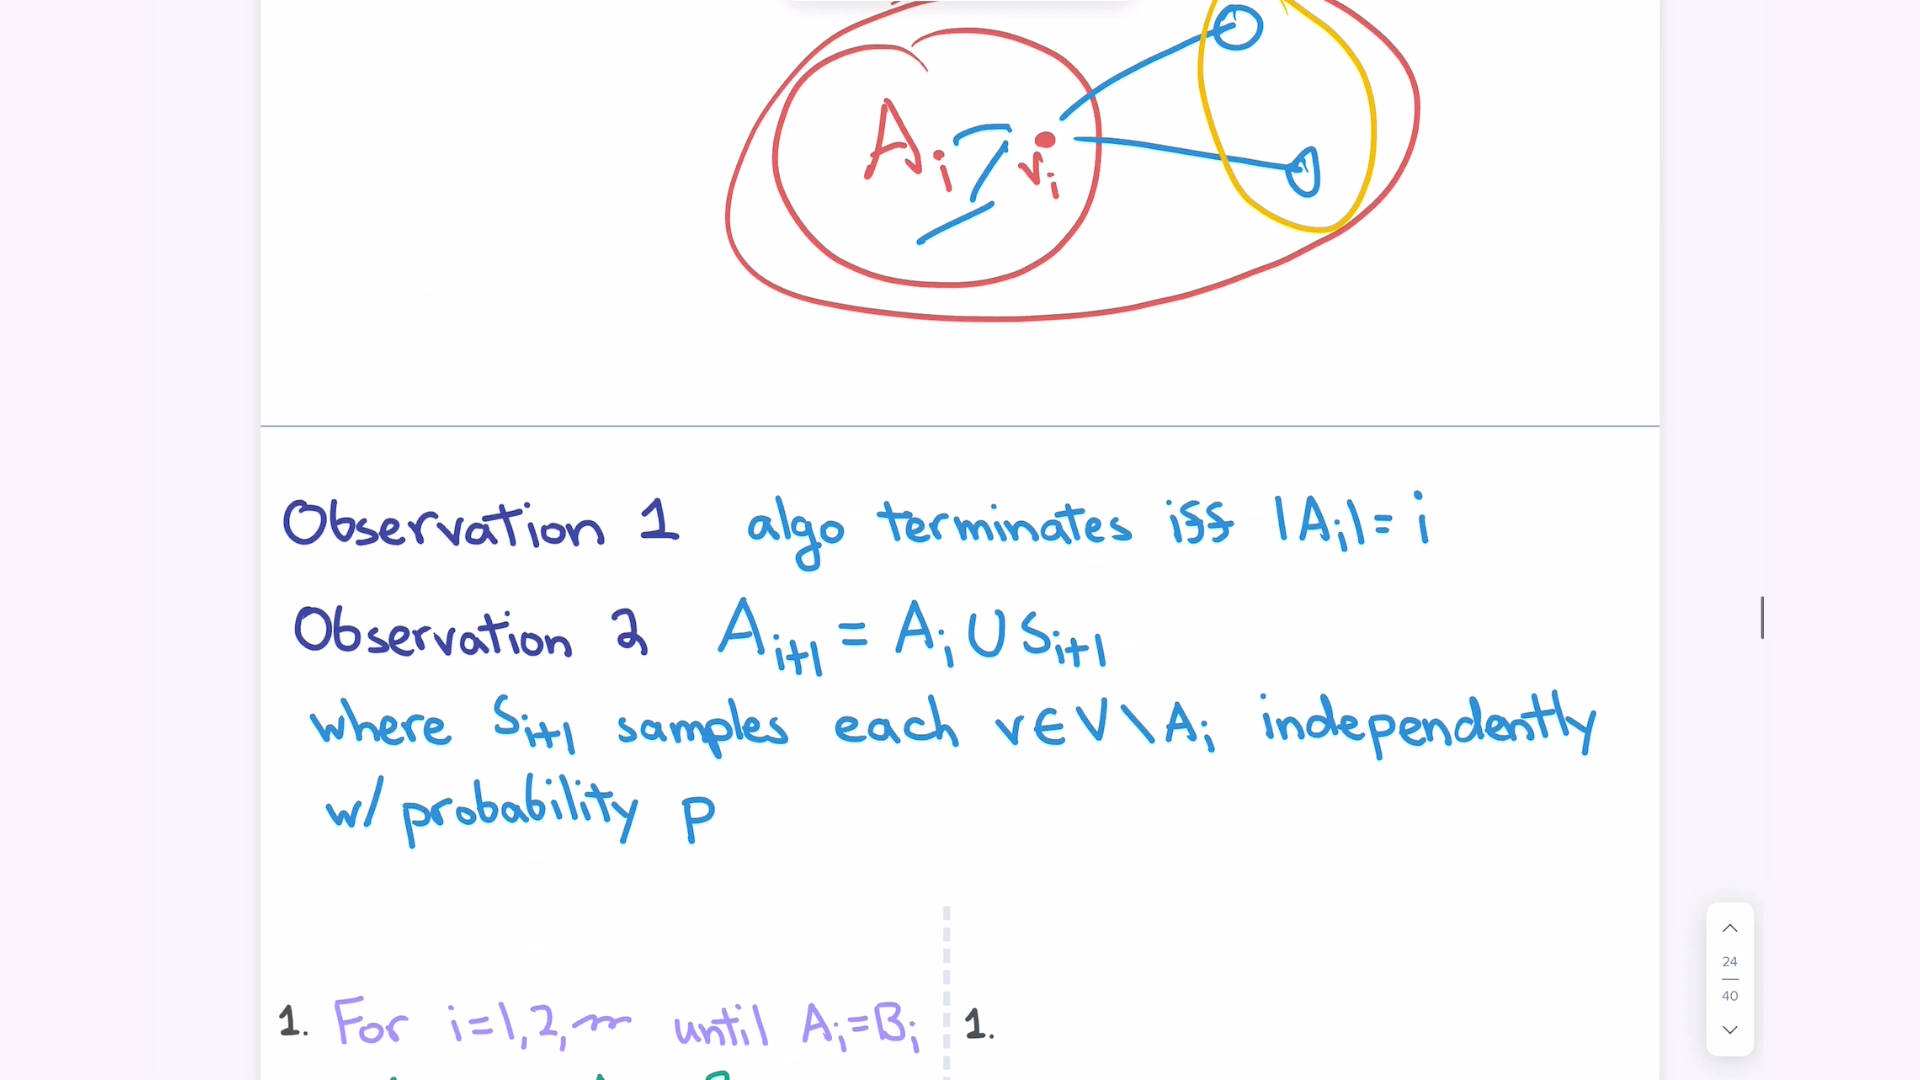 A_i v_i
Observation 1 algo terminates iff |A_i| = i
Observation 2 A_{i+1} = A_i ∪ S_{i+1}
where S_{i+1} samples each v∈V\A_i independently
w/ probability p
1. For i=1,2,... until A_i=B_i
1.
24
40